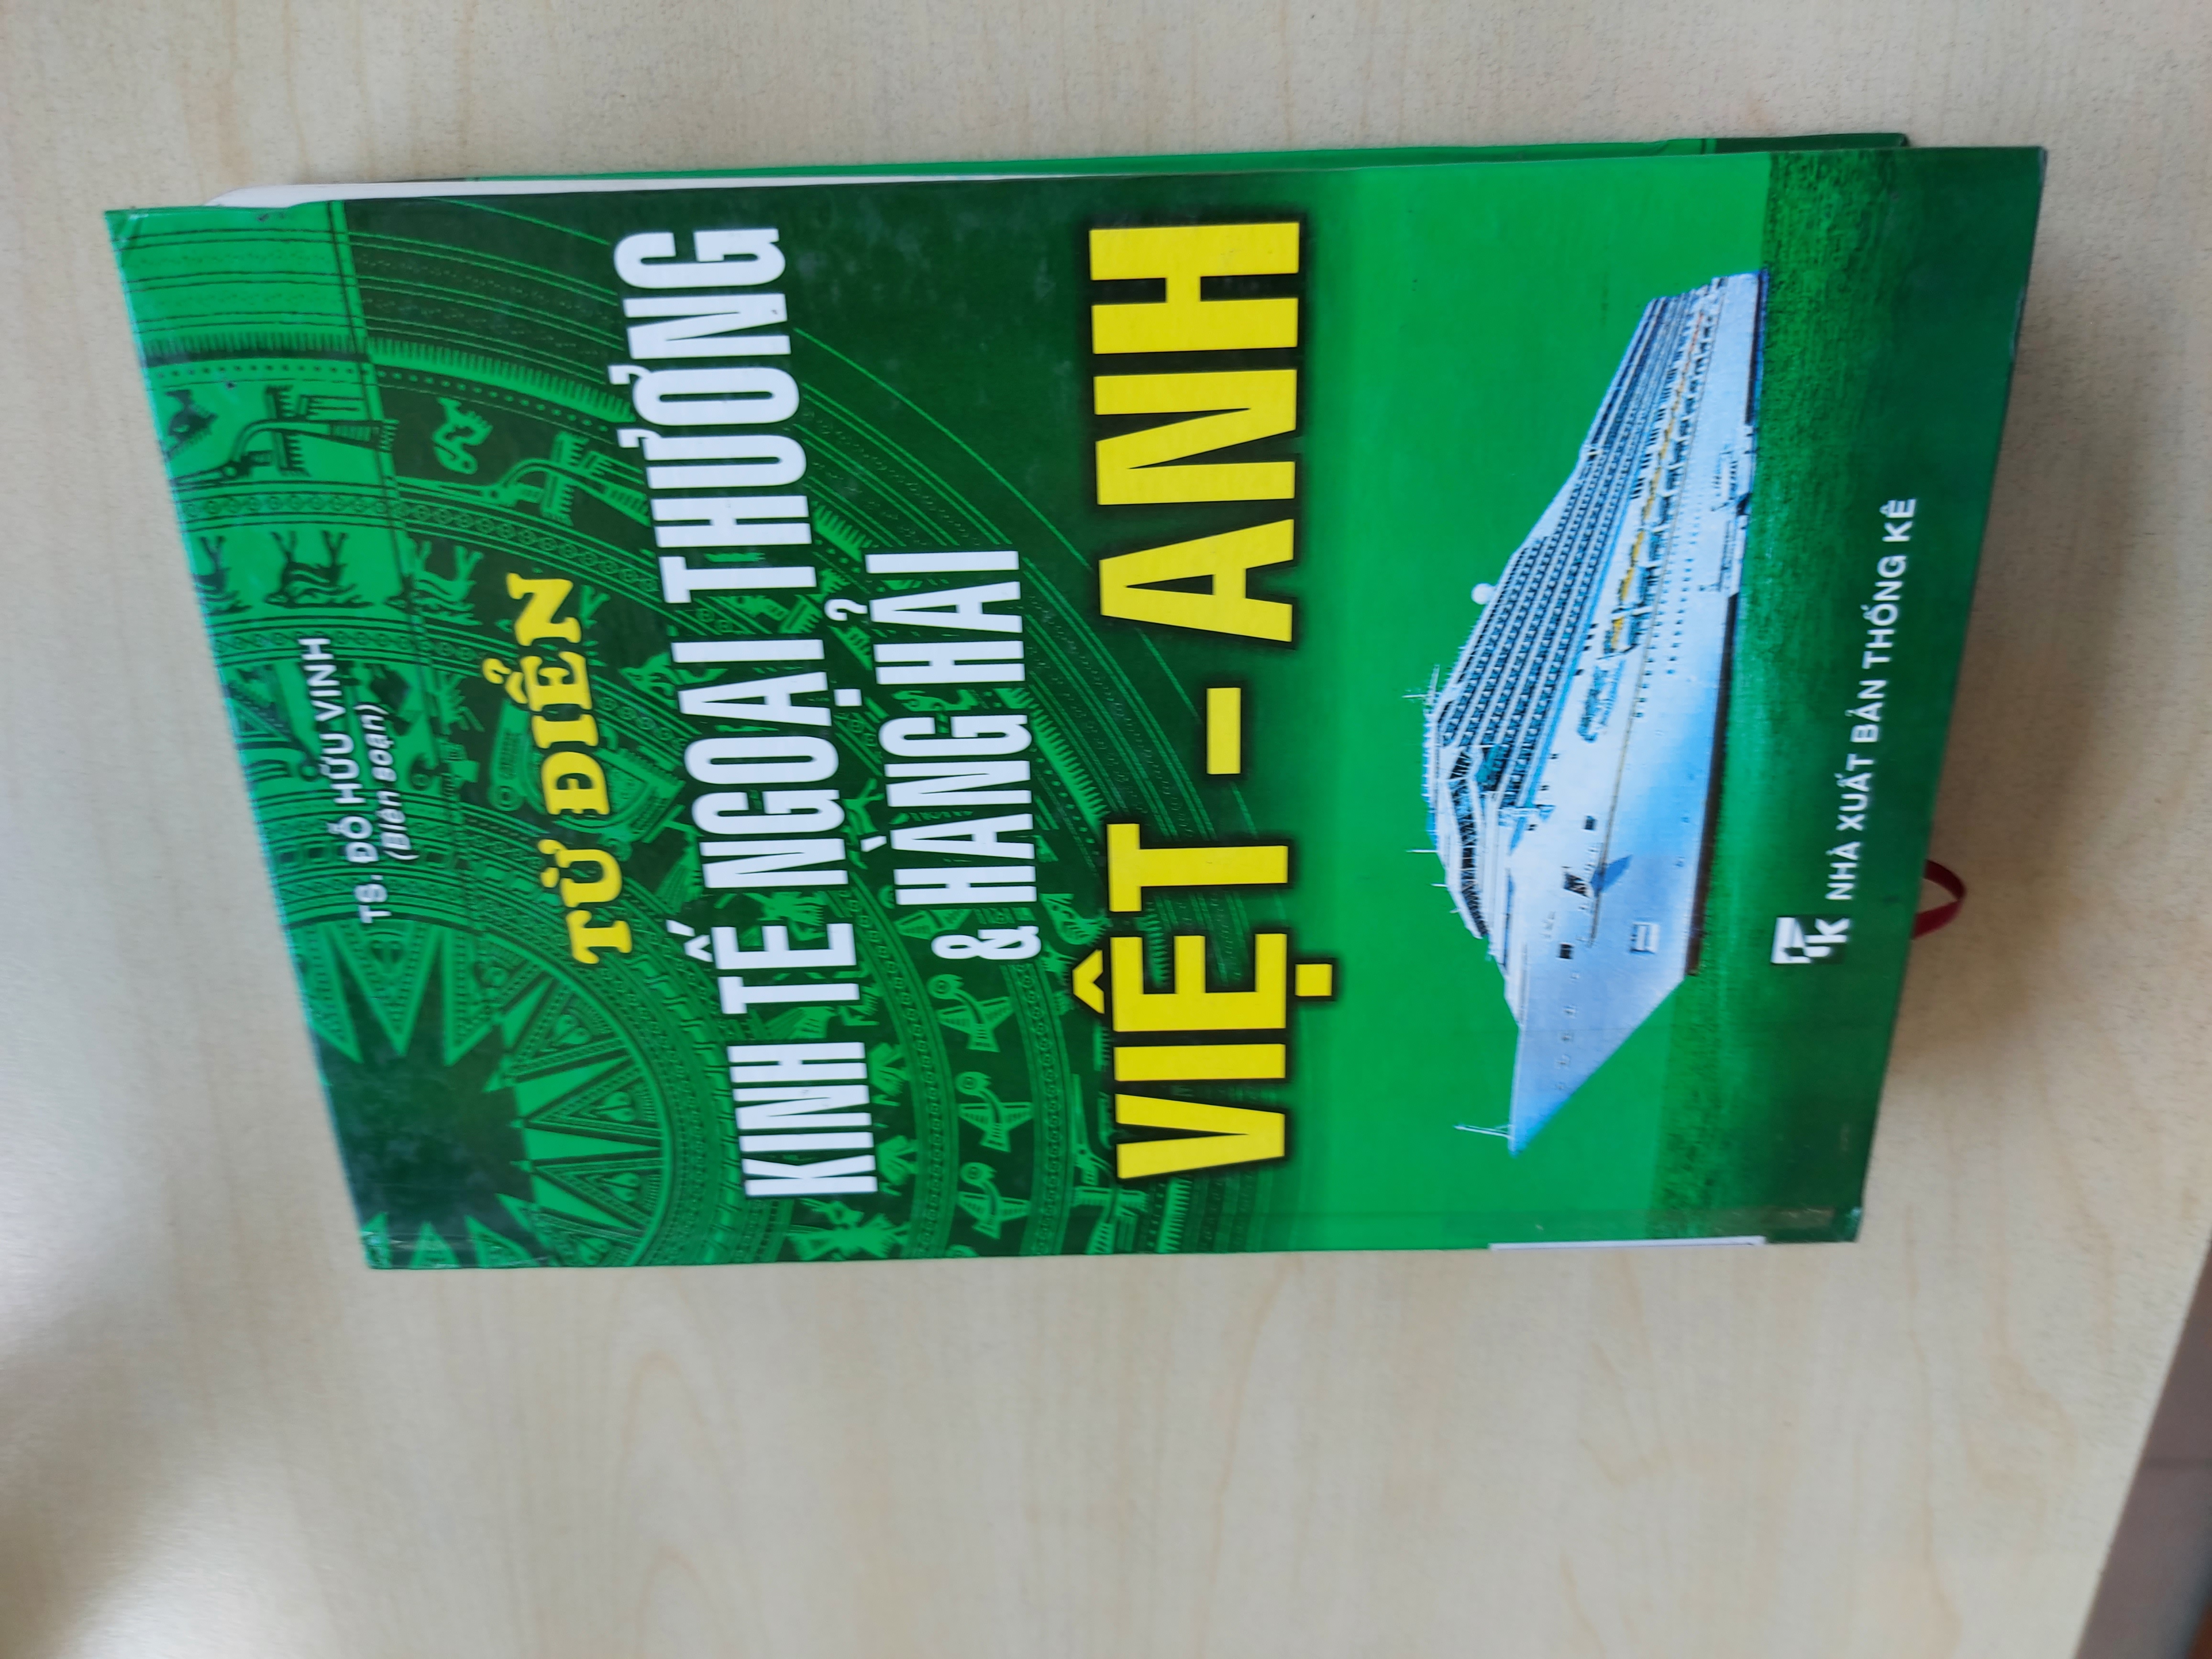 TS. ĐỖ HỮU VINH
(Biên soạn)
TỪ ĐIỂN
KINH TẾ NGOẠI THƯƠNG
& HÀNG HẢI
VIỆT – ANH
TK
NHÀ XUẤT BẢN THỐNG KÊ